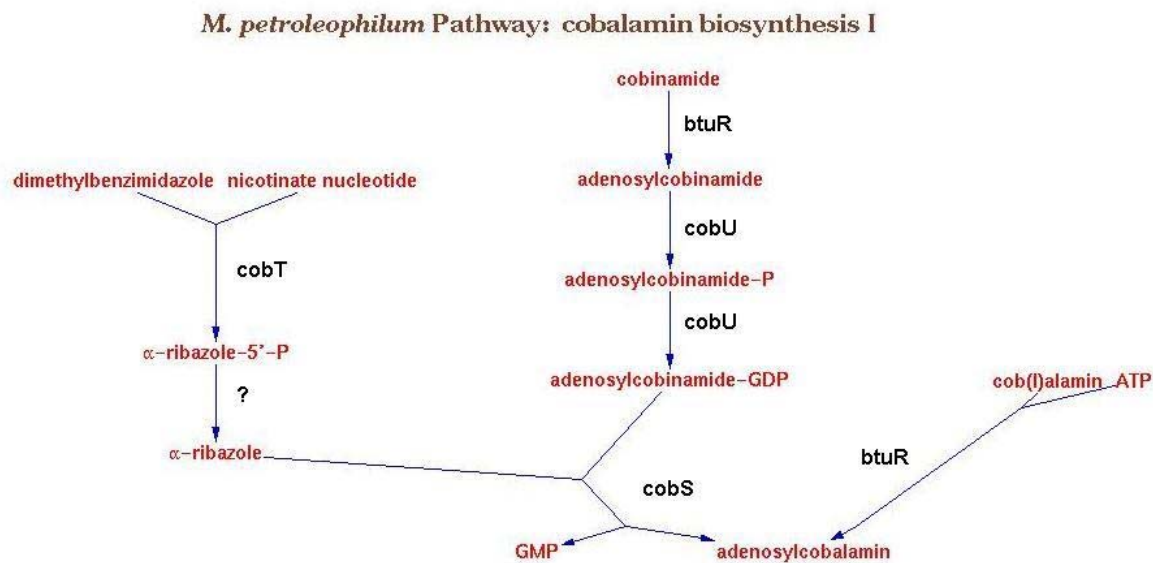 M. petroleophilum Pathway: cobalamin biosynthesis I
cobinamide
btuR
dimethylbenzimidazole nicotinate nucleotide
adenosylcobinamide
cobU
cobT
adenosylcobinamide-P
cobU
α-ribazole-5'-P
adenosylcobinamide-GDP
cob(I)alamin ATP
?
α-ribazole
btuR
cobS
GMP
adenosylcobalamin